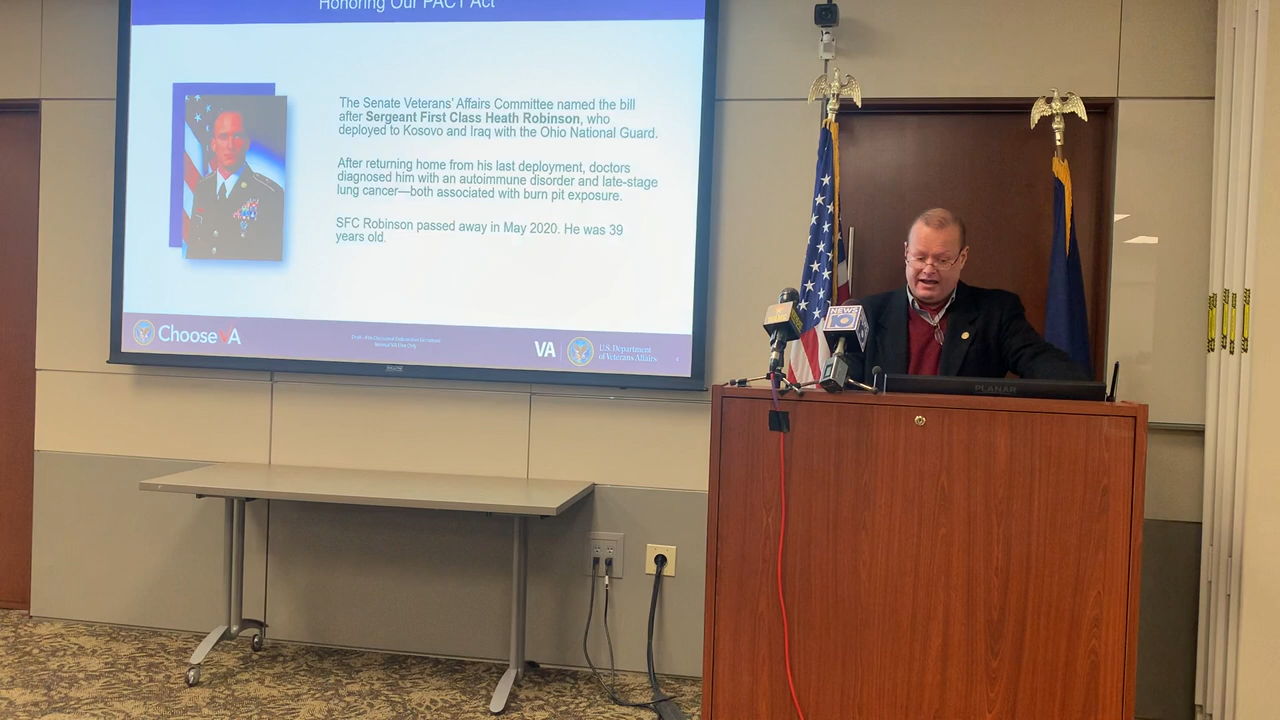 Honoring Our PACT Act
The Senate Veterans' Affairs Committee named the bill
after Sergeant First Class Heath Robinson, who
deployed to Kosovo and Iraq with the Ohio National Guard.
After returning home from his last deployment, doctors
diagnosed him with an autoimmune disorder and late-stage
lung cancer—both associated with burn pit exposure.
SFC Robinson passed away in May 2020. He was 39
years old.
ChooseVA
VA
U.S. Department
of Veterans Affairs
NEWS
10
PLANAR